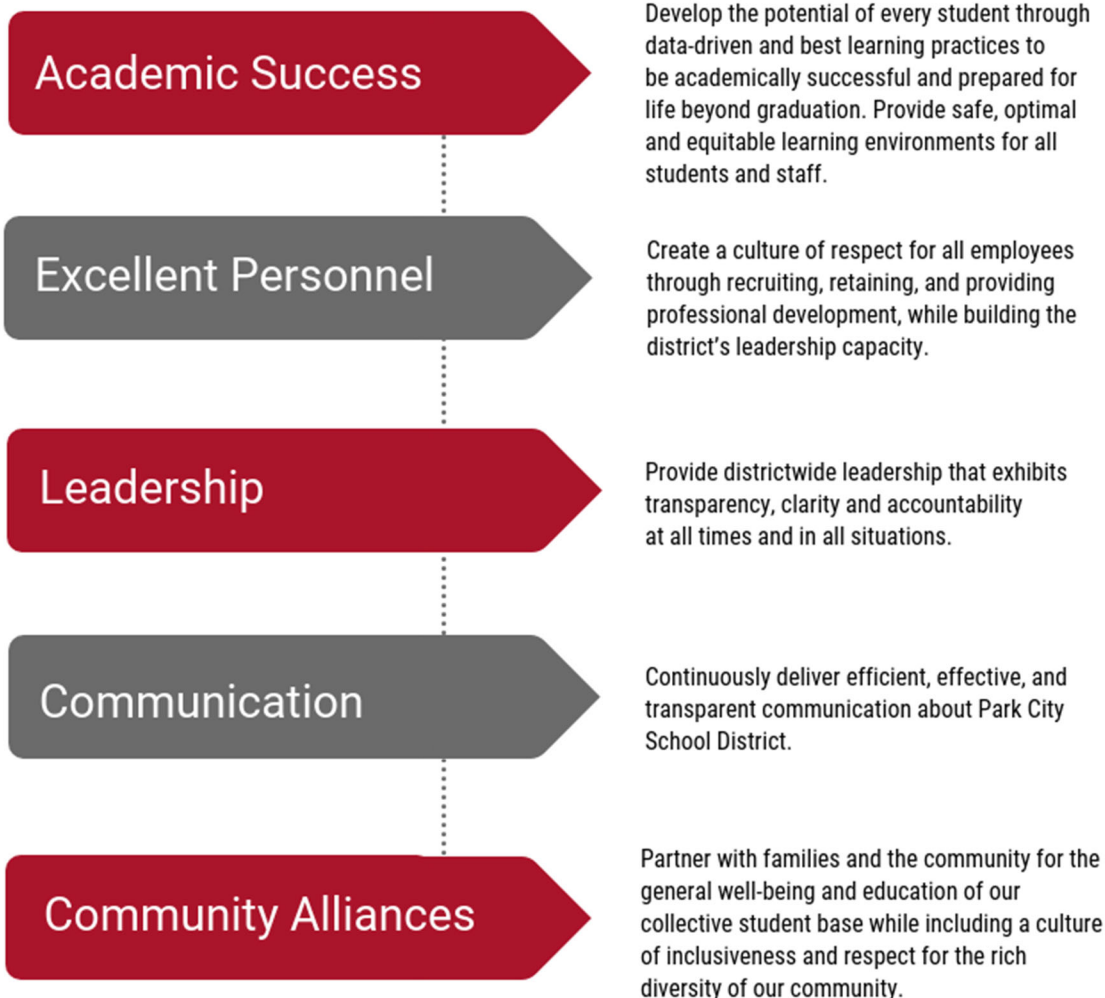 Academic Success
Develop the potential of every student through
data-driven and best learning practices to
be academically successful and prepared for
life beyond graduation. Provide safe, optimal
and equitable learning environments for all
students and staff.
Excellent Personnel
Create a culture of respect for all employees
through recruiting, retaining, and providing
professional development, while building the
district’s leadership capacity.
Leadership
Provide districtwide leadership that exhibits
transparency, clarity and accountability
at all times and in all situations.
Communication
Continuously deliver efficient, effective, and
transparent communication about Park City
School District.
Community Alliances
Partner with families and the community for the
general well-being and education of our
collective student base while including a culture
of inclusiveness and respect for the rich
diversity of our community.